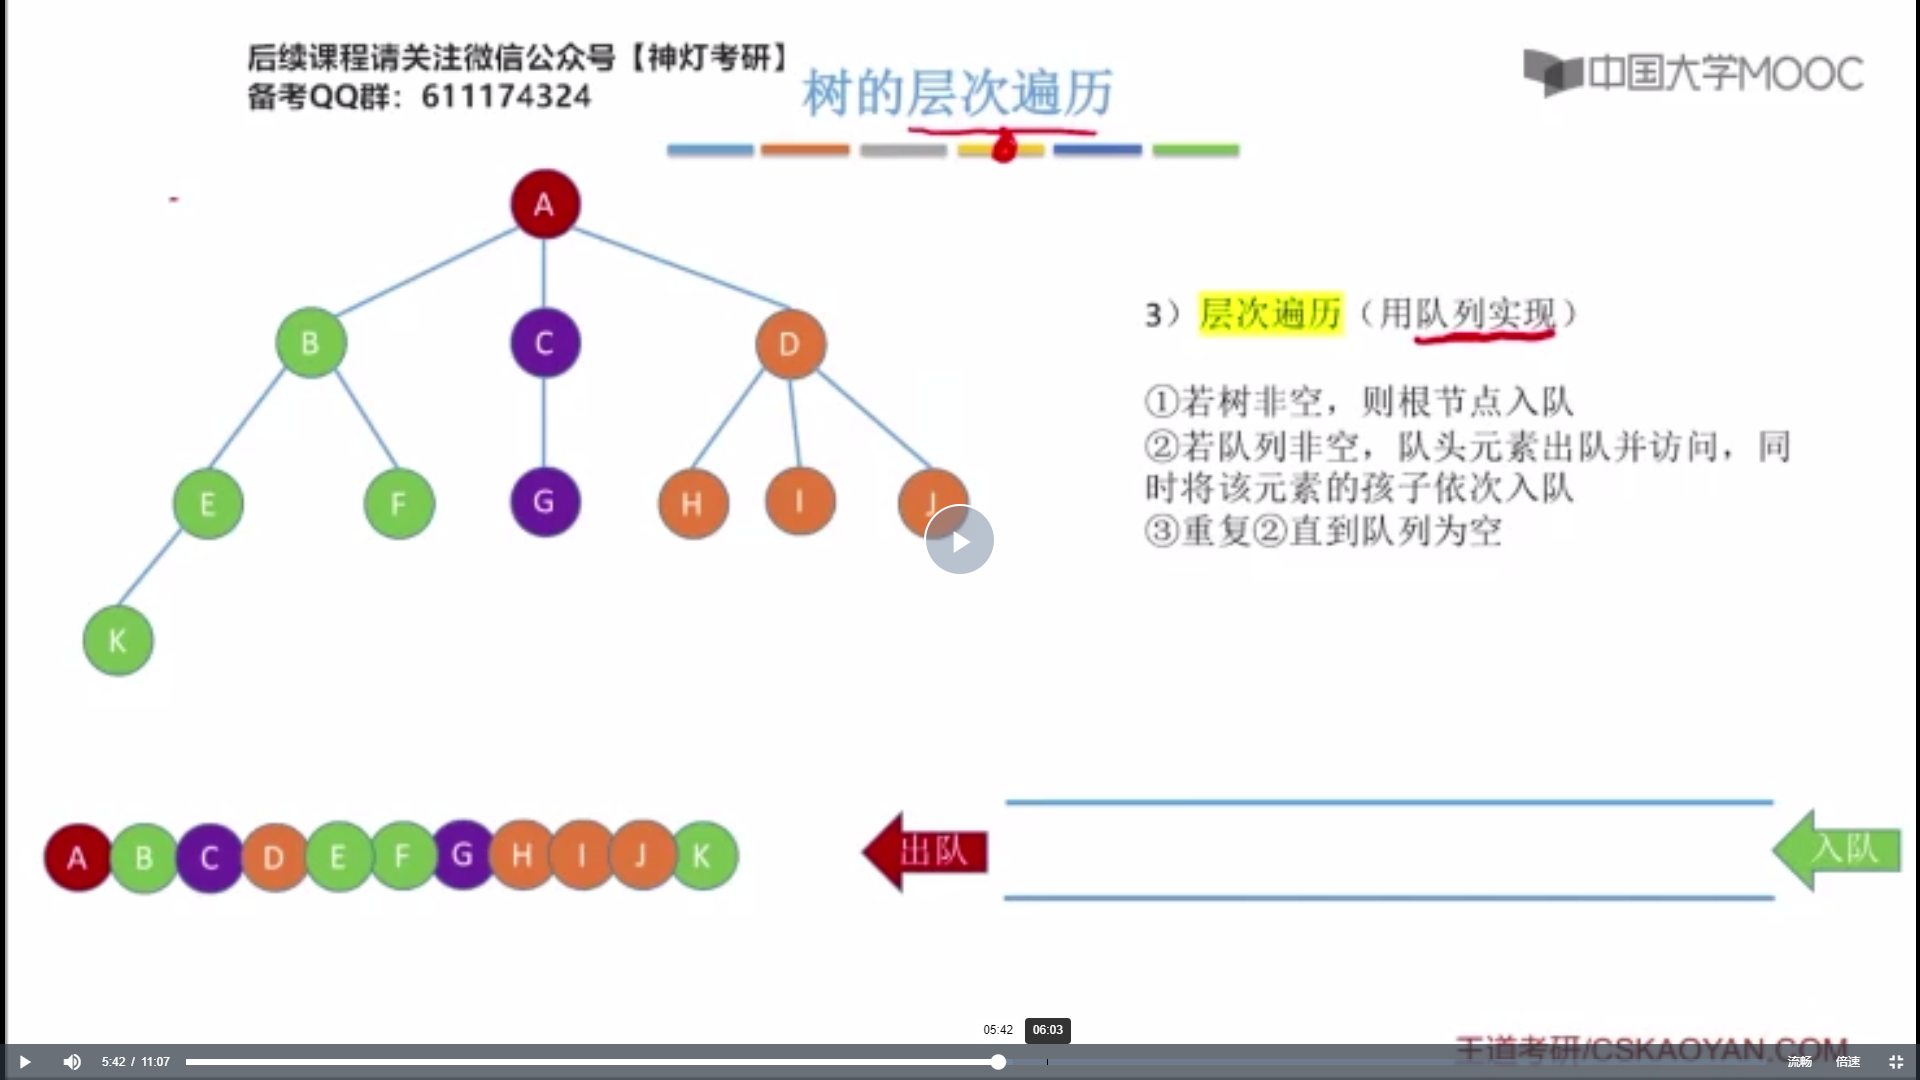 后续课程请关注微信公众号【神灯考研】
备考QQ群：611174324
树的层次遍历
中国大学MOOC
A
B
C
D
E
F
G
H
I
J
K
3）层次遍历（用队列实现）
①若树非空，则根节点入队
②若队列非空，队头元素出队并访问，同
时将该元素的孩子依次入队
③重复②直到队列为空
A B C D E F G H I J K
出队
入队
王道考研/CSKAOYAN.COM
05:42
06:03
5:42 / 11:07
流畅
倍速